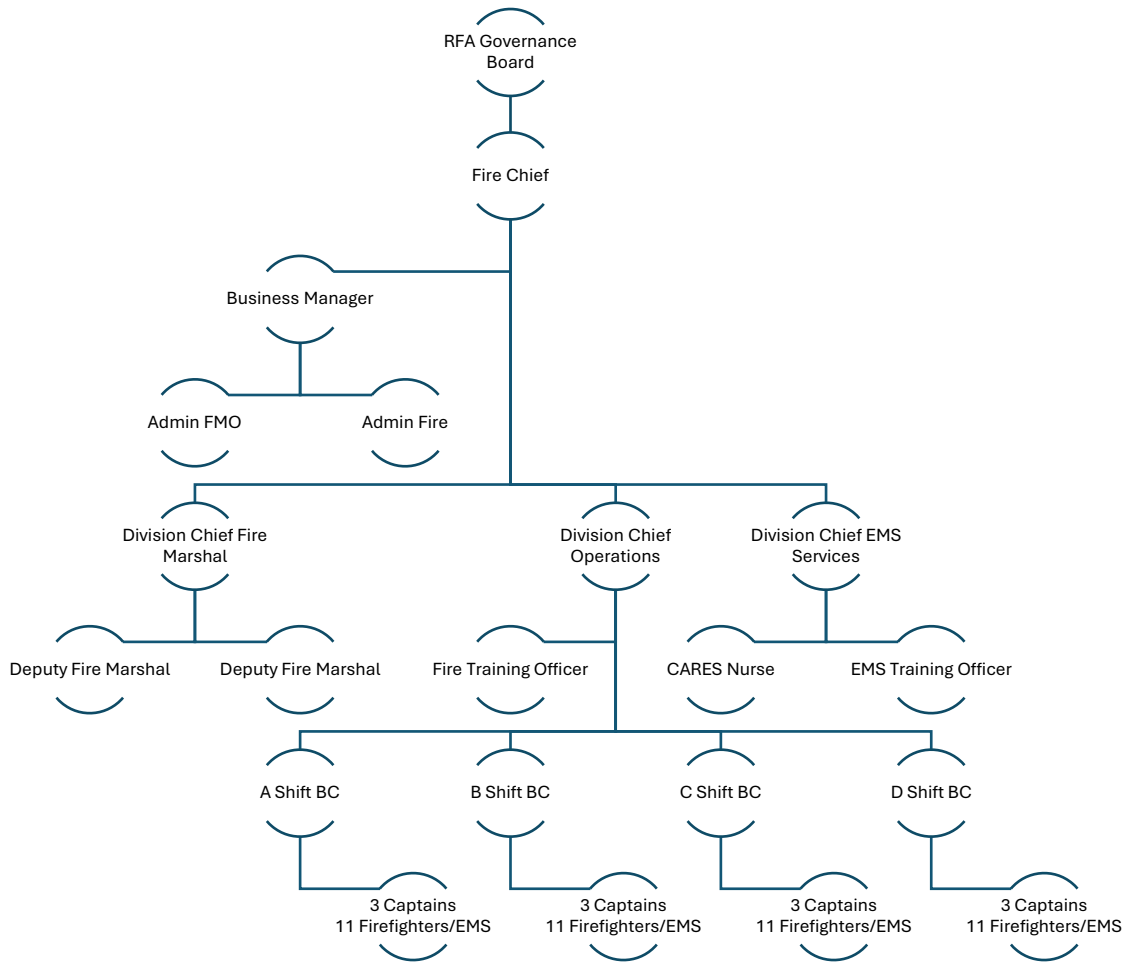 RFA Governance
Board
Fire Chief
Business Manager
Admin FMO
Admin Fire
Division Chief Fire
Marshal
Division Chief
Operations
Division Chief EMS
Services
Deputy Fire Marshal
Deputy Fire Marshal
Fire Training Officer
CARES Nurse
EMS Training Officer
A Shift BC
B Shift BC
C Shift BC
D Shift BC
3 Captains
11 Firefighters/EMS
3 Captains
11 Firefighters/EMS
3 Captains
11 Firefighters/EMS
3 Captains
11 Firefighters/EMS